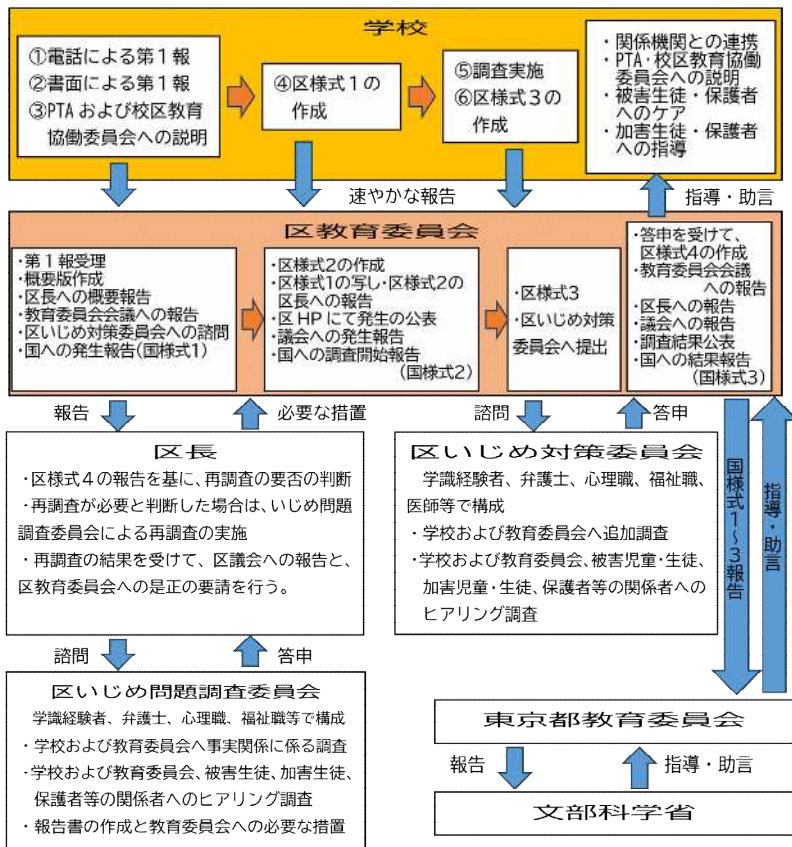 学校
①電話による第1報
②書面による第1報
③PTAおよび校区教育
協働委員会への説明
④区様式1の
作成
⑤調査実施
⑥区様式3の
作成
・関係機関との連携
・PTA・校区教育協働
委員会への説明
・被害生徒・保護者
へのケア
・加害生徒・保護者
への指導
速やかな報告
指導・助言
区教育委員会
・第1報受理
・概要版作成
・区長への概要報告
・教育委員会会議への報告
・区いじめ対策委員会への諮問
・国への発生報告(国様式1)
・区様式2の作成
・区様式1の写し・区様式2の
区長への報告
・区HPにて発生の公表
・議会への発生報告
・国への調査開始報告
(国様式2)
・区様式3
・区いじめ対策
委員会へ提出
・答申を受けて、
区様式4の作成
・教育委員会会議
への報告
・区長への報告
・議会への報告
・調査結果公表
・国への結果報告
(国様式3)
報告
必要な措置
諮問
答申
区長
・区様式4の報告を基に、再調査の要否の判断
・再調査が必要と判断した場合は、いじめ問題
調査委員会による再調査の実施
・再調査の結果を受けて、区議会への報告と、
区教育委員会への是正の要請を行う。
区いじめ対策委員会
学識経験者、弁護士、心理職、福祉職、
医師等で構成
・学校および教育委員会へ追加調査
・学校および教育委員会、被害児童・生徒、
加害児童・生徒、保護者等の関係者への
ヒアリング調査
国様式1~3報告
指導・助言
諮問
答申
区いじめ問題調査委員会
学識経験者、弁護士、心理職、福祉職等で構成
・学校および教育委員会へ事実関係に係る調査
・学校および教育委員会、被害生徒、加害生徒、
保護者等の関係者へのヒアリング調査
・報告書の作成と教育委員会への必要な措置
東京都教育委員会
報告
指導・助言
文部科学省